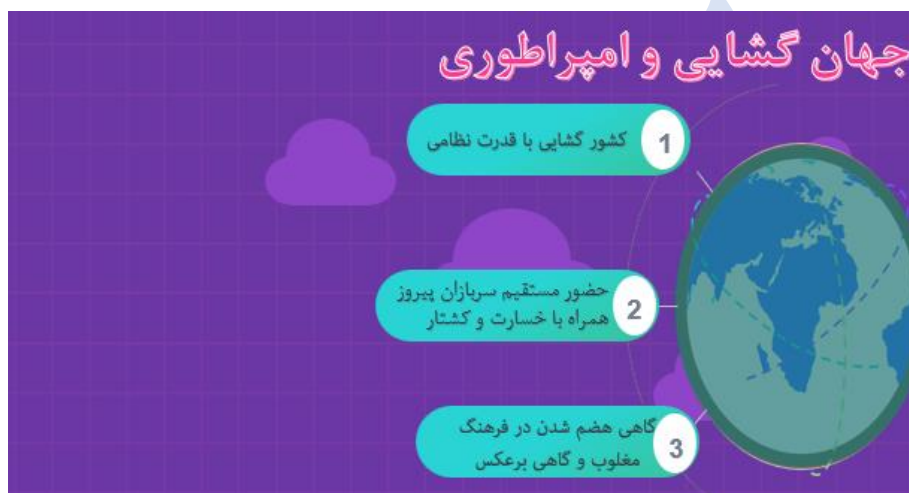 جهان گشایی و امپراطوری
1
کشور گشایی با قدرت نظامی
2
حضور مستقیم سربازان پیروز
همراه با خسارت و کشتار
3
گاهی هضم شدن در فرهنگ
مغلوب و گاهی برعکس